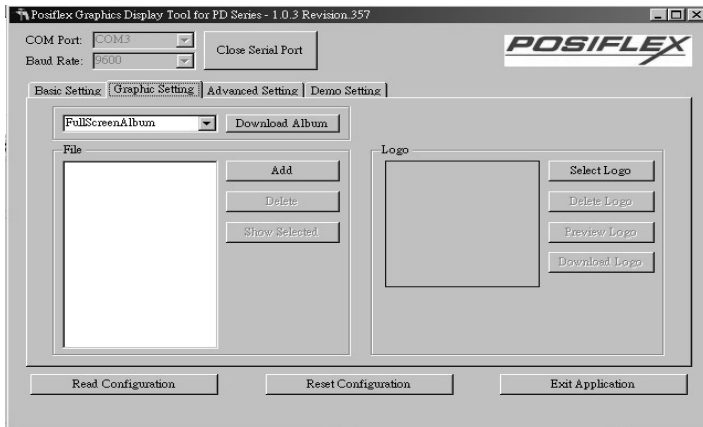 Posiflex Graphics Display Tool for PD Series - 1.0.3 Revision.357
COM Port: COM3
Close Serial Port
Baud Rate: 9600
POSIFLEX
Basic Setting Graphic Setting Advanced Setting Demo Setting
FullScreenAlbum Download Album
File
Add
Delete
Show Selected
Logo
Select Logo
Delete Logo
Preview Logo
Download Logo
Read Configuration Reset Configuration Exit Application